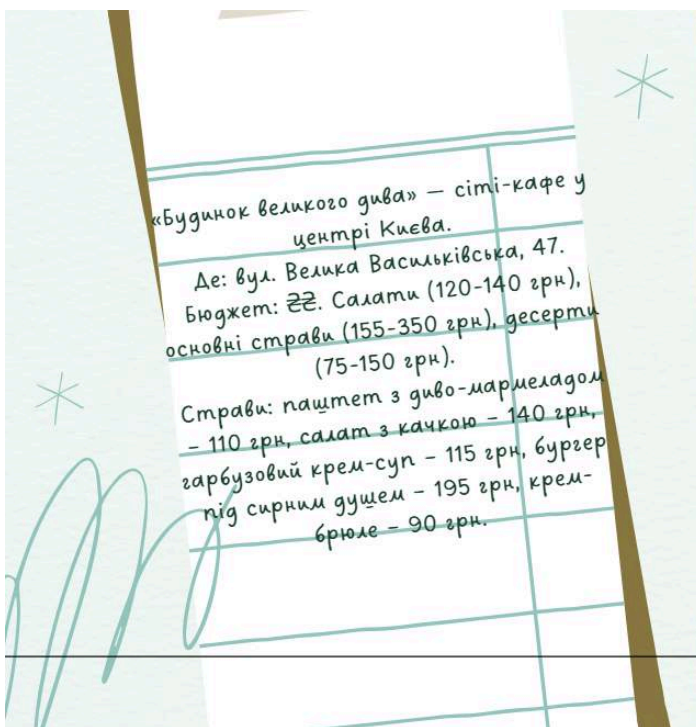 «Будинок великого дива» — сіті-кафе у
центрі Києва.
Де: вул. Велика Васильківська, 47.
Бюджет: ₴₴. Салати (120-140 грн),
основні страви (155-350 грн), десерти
(75-150 грн).
Страви: паштет з диво-мармеладом
– 110 грн, салат з качкою – 140 грн,
гарбузовий крем-суп – 115 грн, бургер
під сирним душем – 195 грн, крем-
брюле – 90 грн.